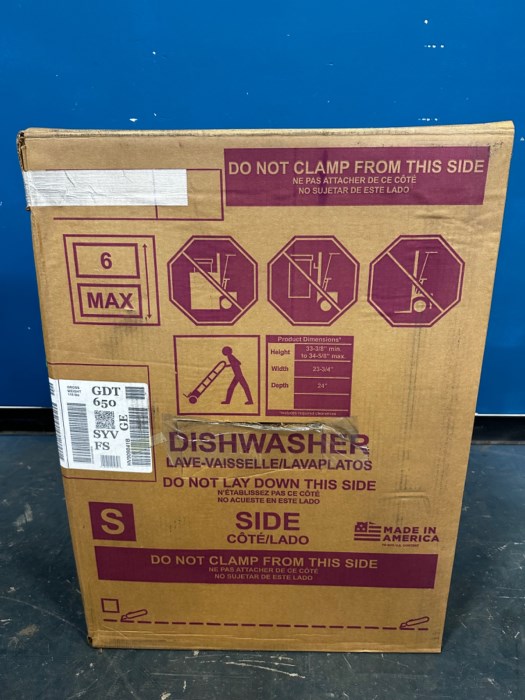 DO NOT CLAMP FROM THIS SIDE
NE PAS ATTACHER DE CE CÔTÉ
NO SUJETAR DE ESTE LADO
6
MAX
Product Dimensions*
Height 33-3/8" min
to 34-5/8" max.
Width 23-3/4"
Depth 24"
GDT
650
SYV
FS
GE
DISHWASHER
LAVE-VAISSELLE/LAVAPLATOS
DO NOT LAY DOWN THIS SIDE
N'ÉTABLISSEZ PAS CE CÔTÉ
NO ACUESTE EN ESTE LADO
S
SIDE
CÔTÉ/LADO
MADE IN
AMERICA
DO NOT CLAMP FROM THIS SIDE
NE PAS ATTACHER DE CE CÔTÉ
NO SUJETAR DE ESTE LADO